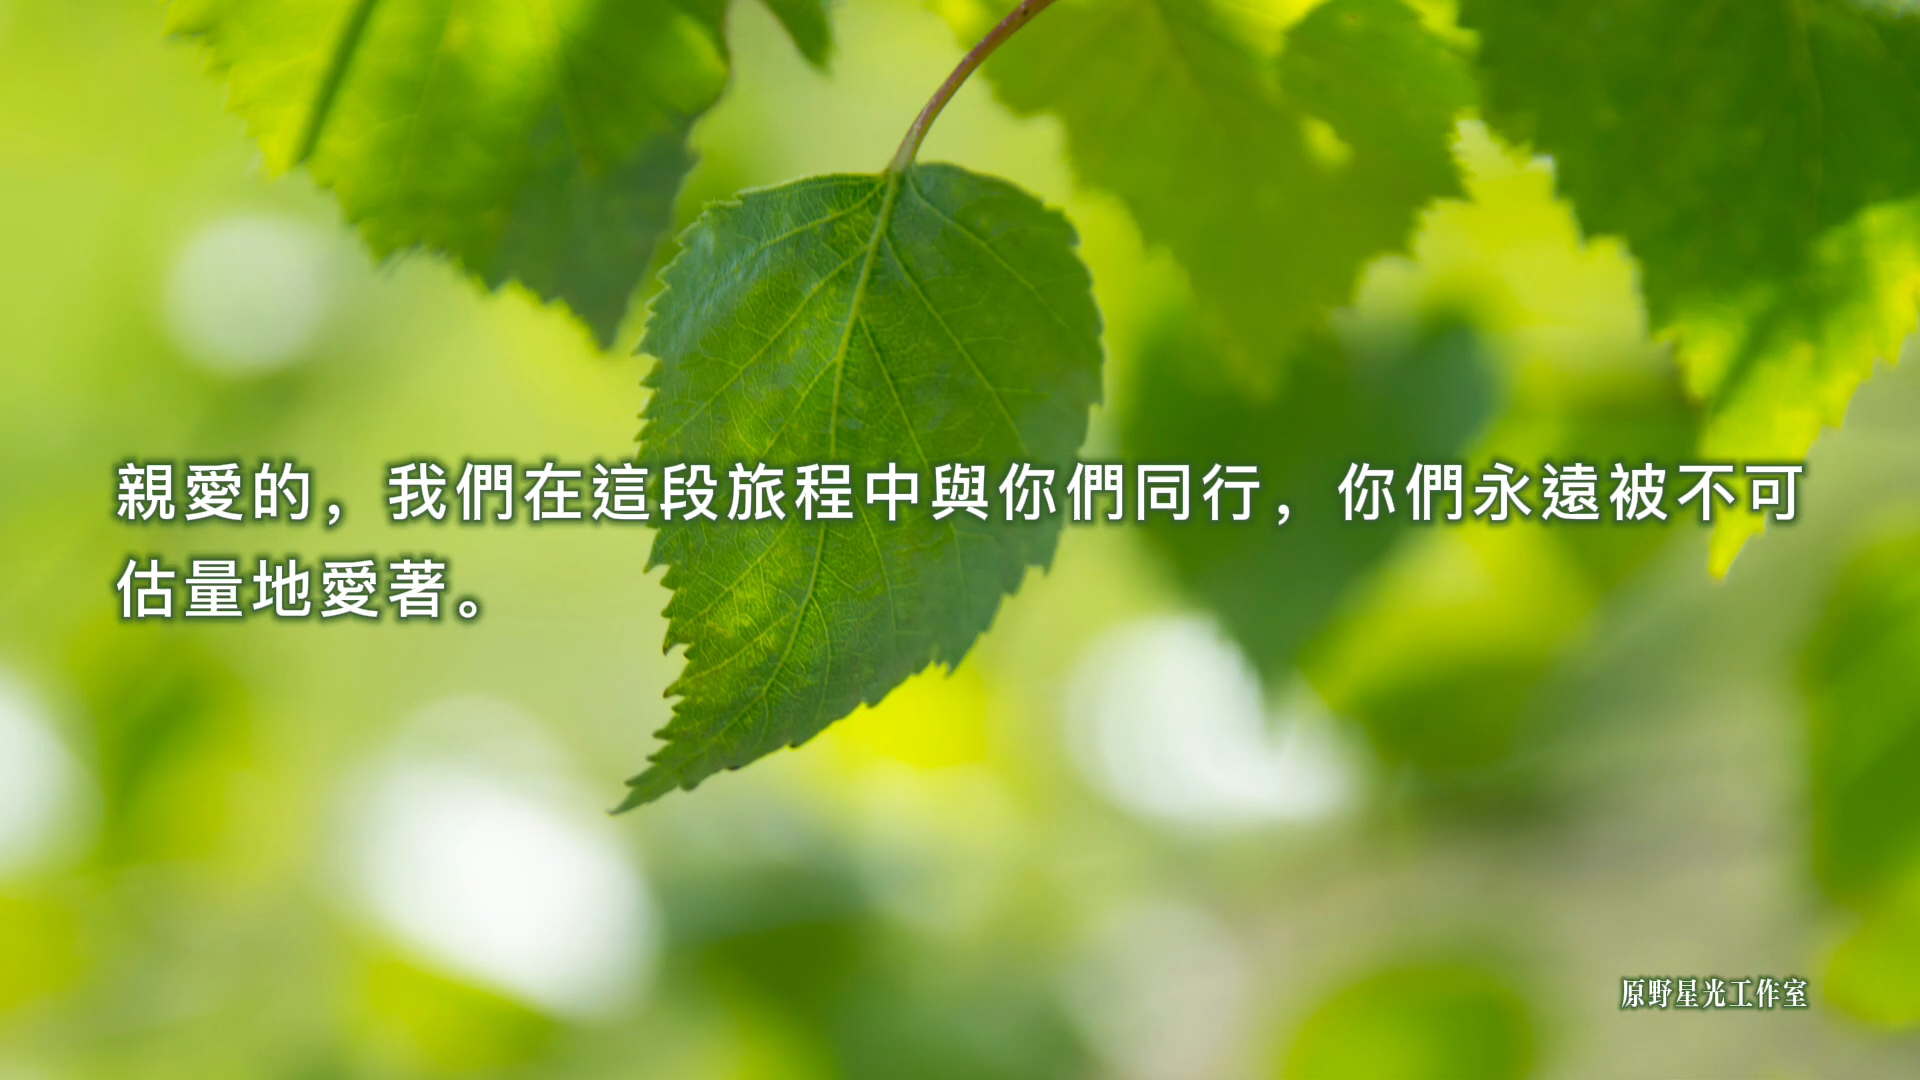 親愛的，我們在這段旅程中與你們同行，你們永遠被不可
估量地愛著。
原野星光工作室